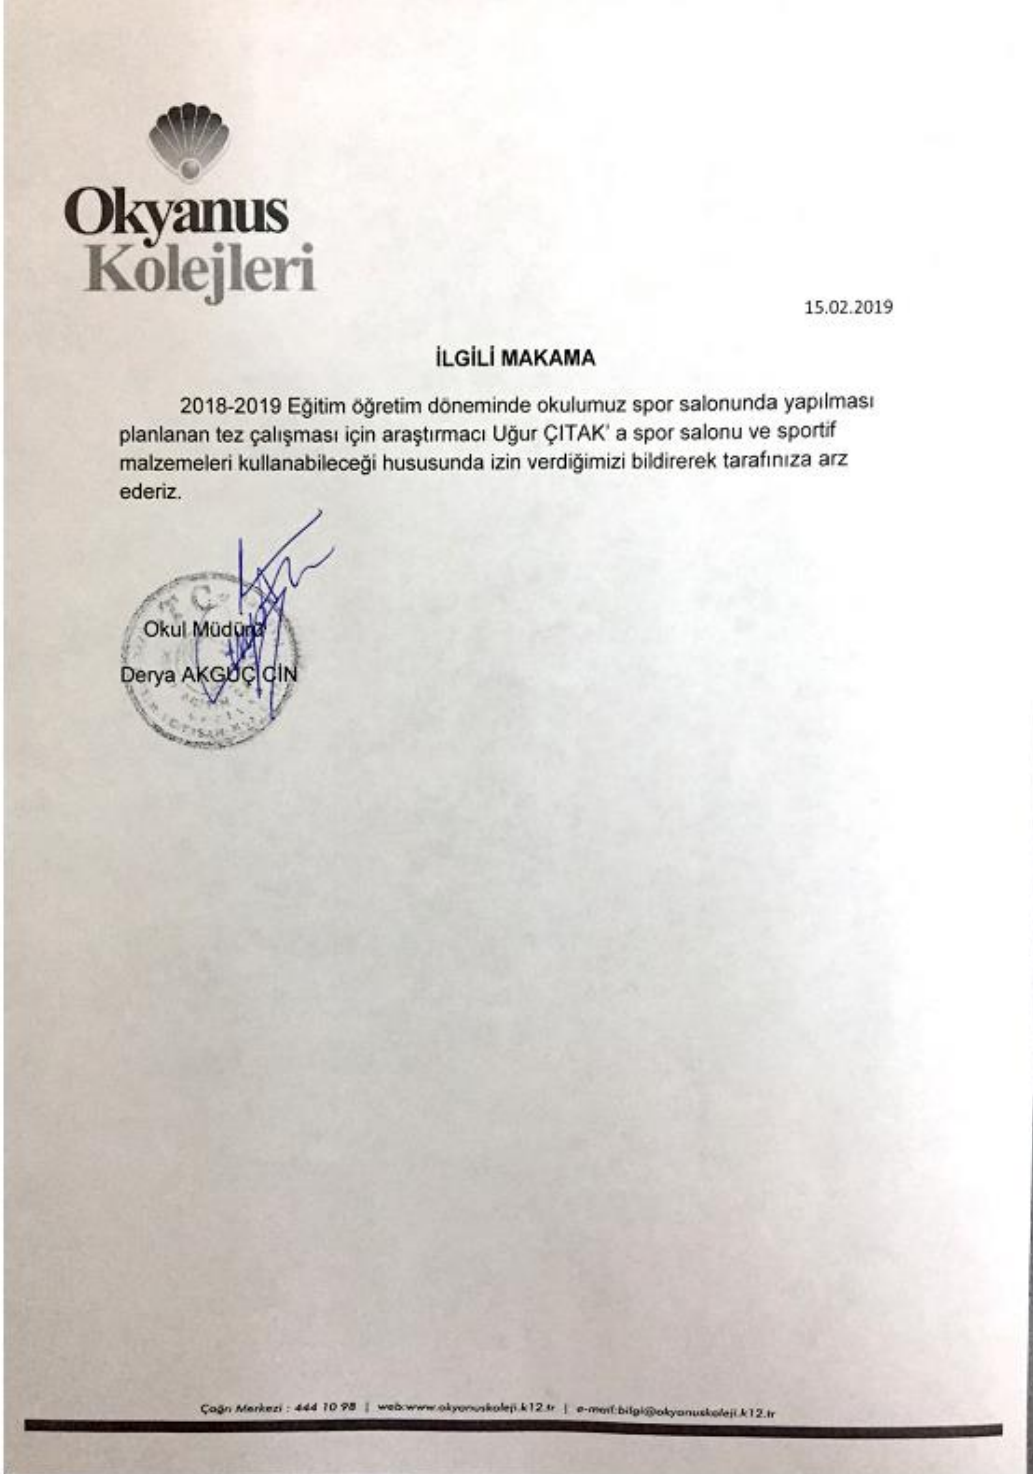 Okyanus
Kolejleri
15.02.2019
İLGİLİ MAKAMA
2018-2019 Eğitim öğretim döneminde okulumuz spor salonunda yapılması
planlanan tez çalışması için araştırmacı Uğur ÇITAK' a spor salonu ve sportif
malzemeleri kullanabileceği hususunda izin verdiğimizi bildirerek tarafınıza arz
ederiz.
T.C.
Okul Müdürü
Derya AKGÜÇ ÇİN
Çağrı Merkezi : 444 10 98 | web:www.okyanuskoleji.k12.tr | e-mail:bilgi@okyanuskoleji.k12.tr